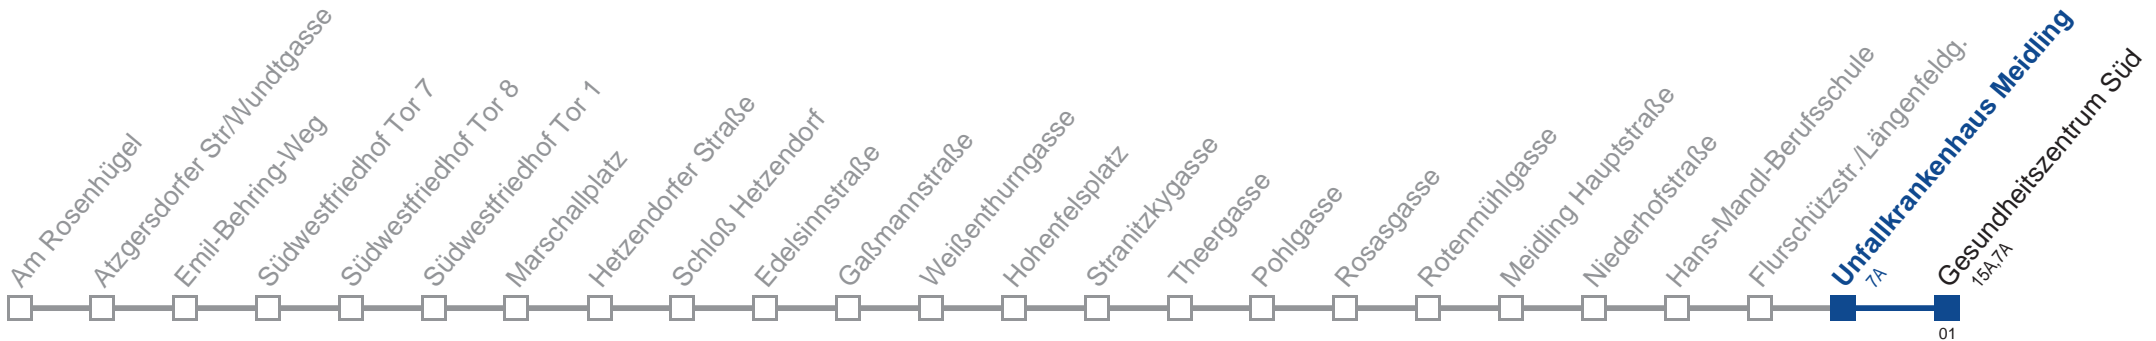 Am Rosenhügel
Atzgersdorfer Str/Wundtgasse
Emil-Behring-Weg
Südwestfriedhof Tor 7
Südwestfriedhof Tor 8
Südwestfriedhof Tor 1
Marschallplatz
Hetzendorfer Straße
Schloß Hetzendorf
Edelsinnstraße
Gaßmannstraße
Weißenthurngasse
Hohenfelsplatz
Stranitzkygasse
Theergasse
Pohlgasse
Rosasgasse
Rotenmühlgasse
Meidling Hauptstraße
Niederhofstraße
Hans-Mandl-Berufsschule
Flurschützstr./Längenfeldg.
Unfallkrankenhaus Meidling
7A
Gesundheitszentrum Süd
15A,7A
01